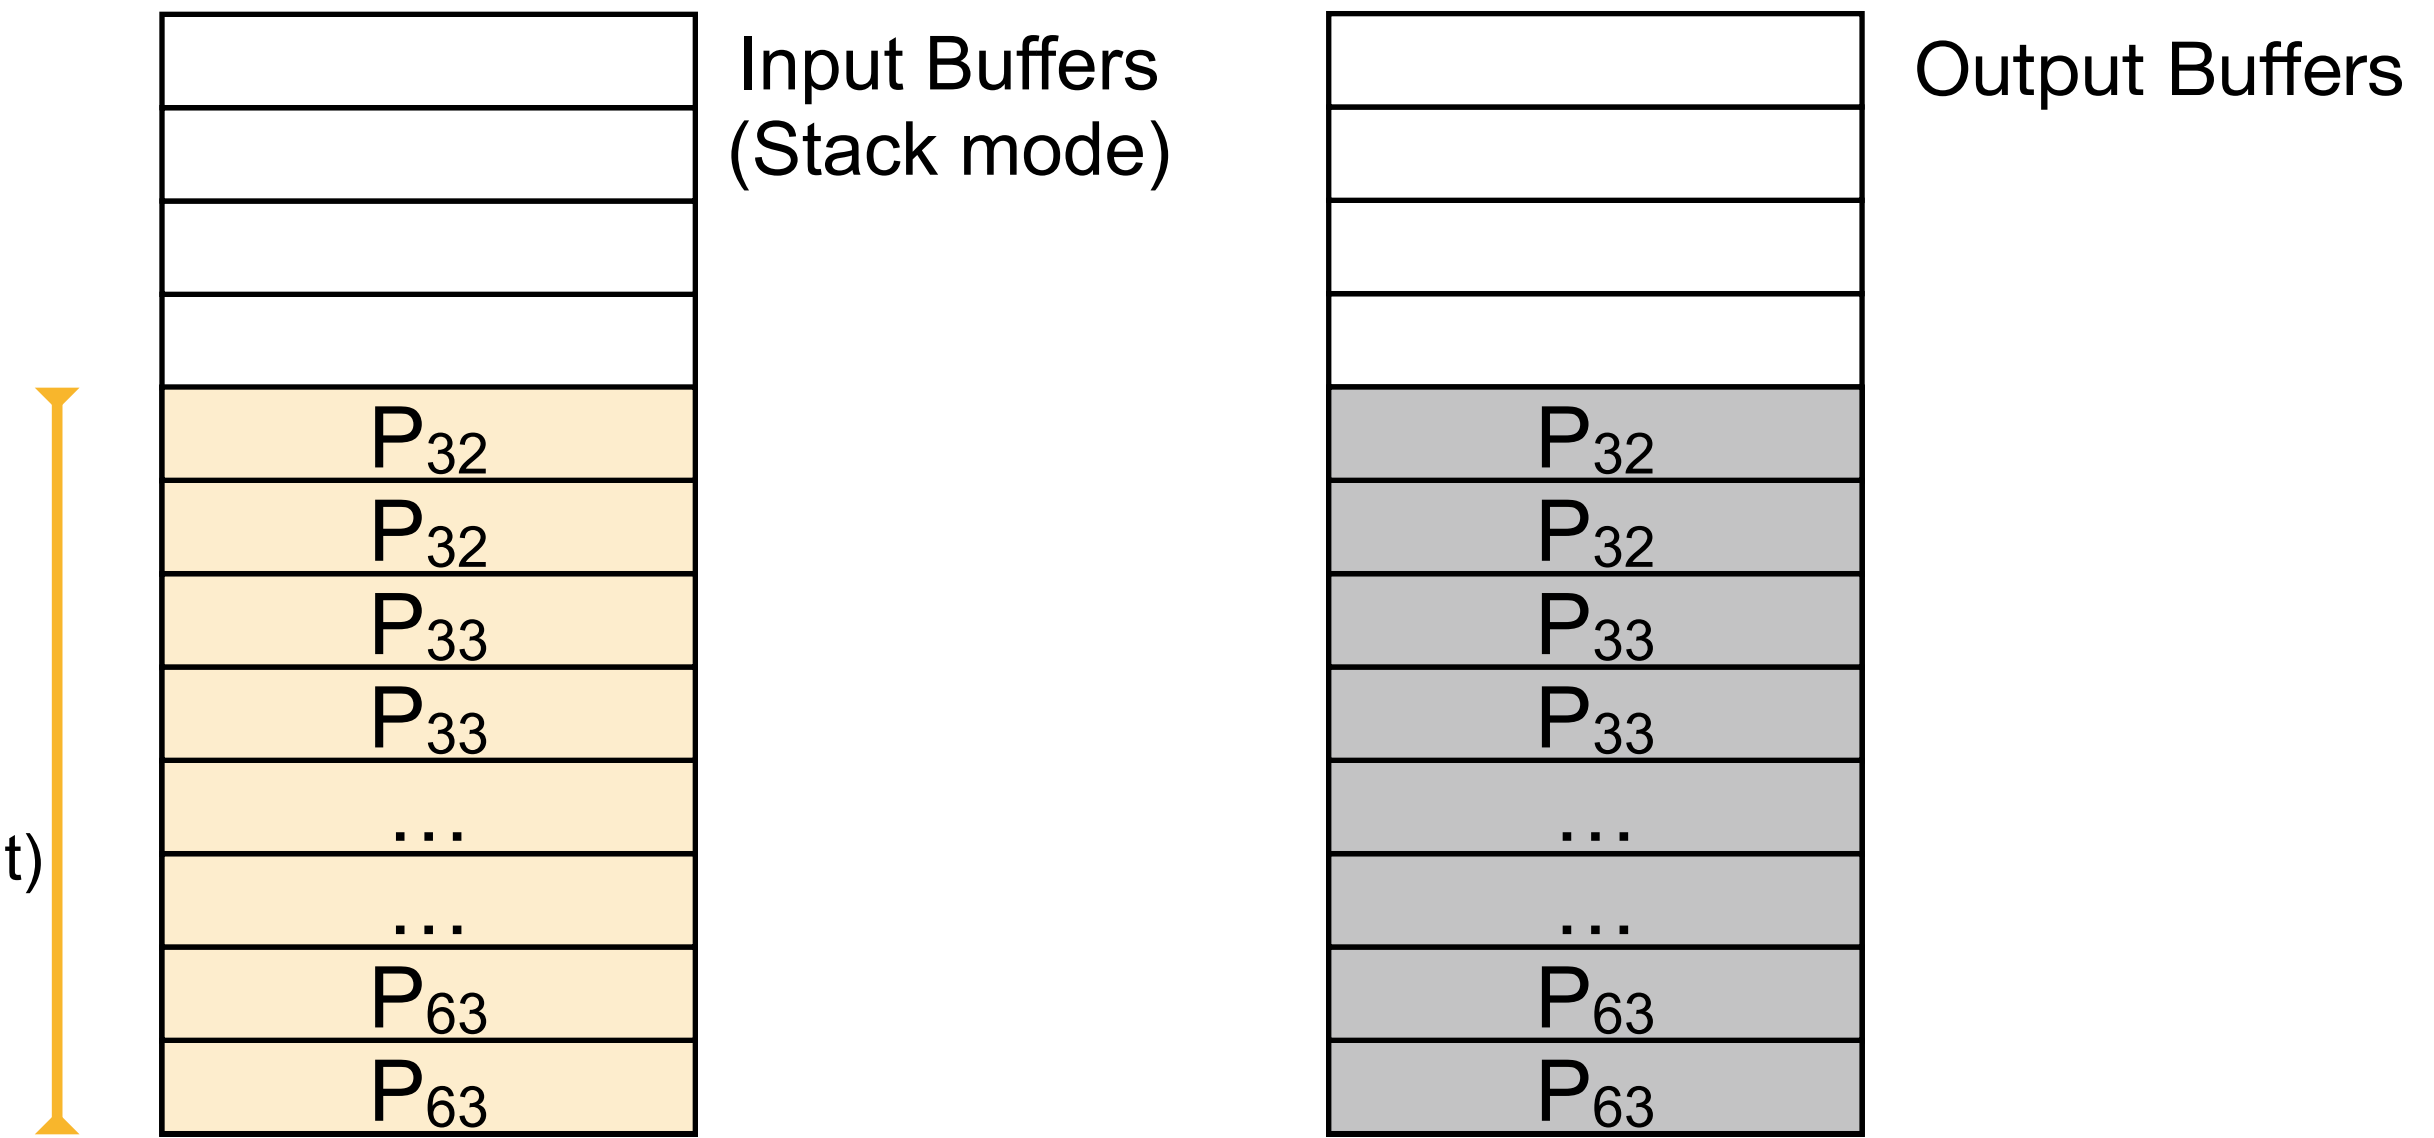 Input Buffers
(Stack mode)
P32
P32
P33
P33
...
...
P63
P63
t)
Output Buffers
P32
P32
P33
P33
...
...
P63
P63